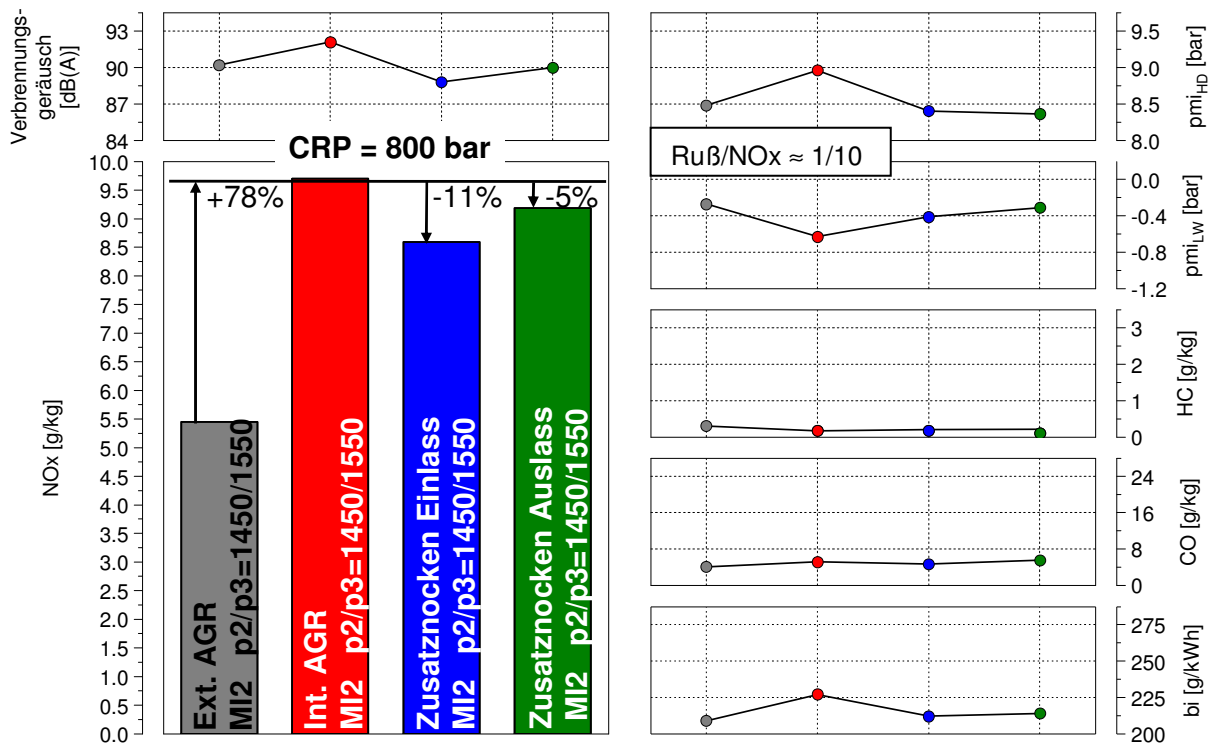 Verbrennungs-
geräusch
[dB(A)]
93
90
87
84
CRP = 800 bar
NOx [g/kg]
10.0
9.5
9.0
8.5
8.0
7.5
7.0
6.5
6.0
5.5
5.0
4.5
4.0
3.5
3.0
2.5
2.0
1.5
1.0
0.5
0.0
+78%
-11%
-5%
Ext. AGR
MI2 p2/p3=1450/1550
Int. AGR
MI2 p2/p3=1450/1550
Zusatznocken Einlass
MI2 p2/p3=1450/1550
Zusatznocken Auslass
MI2 p2/p3=1450/1550
9.5
9.0
8.5
8.0
pmiHD [bar]
Ruß/NOx ≈ 1/10
0.0
-0.4
-0.8
-1.2
pmiLW [bar]
3
2
1
0
HC [g/kg]
24
16
8
0
CO [g/kg]
275
250
225
200
bi [g/kWh]